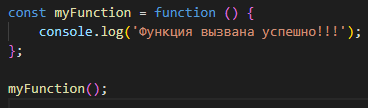 const myFunction = function () {
    console.log('Функция вызвана успешно!!!');
};

myFunction();